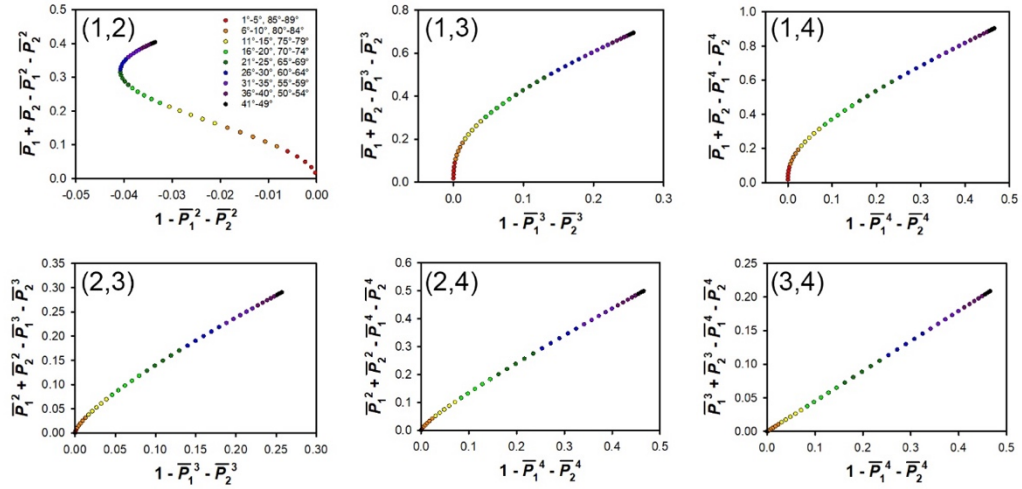 (1,2)
P̅₁ + P̅₂ - P̅₁² - P̅₂²
0.5
0.4
0.3
0.2
0.1
0.0
1°-5°, 85°-89°
6°-10°, 80°-84°
11°-15°, 75°-79°
16°-20°, 70°-74°
21°-25°, 65°-69°
26°-30°, 60°-64°
31°-35°, 55°-59°
36°-40°, 50°-54°
41°-49°
-0.05 -0.04 -0.03 -0.02 -0.01 0.00
1 - P̅₁² - P̅₂²
(1,3)
P̅₁ + P̅₂ - P̅₁³ - P̅₂³
0.8
0.6
0.4
0.2
0.0
0.0 0.1 0.2 0.3
1 - P̅₁³ - P̅₂³
(1,4)
P̅₁ + P̅₂ - P̅₁⁴ - P̅₂⁴
1.0
0.8
0.6
0.4
0.2
0.0
0.0 0.1 0.2 0.3 0.4 0.5
1 - P̅₁⁴ - P̅₂⁴
(2,3)
P̅₁² + P̅₂² - P̅₁³ - P̅₂³
0.35
0.30
0.25
0.20
0.15
0.10
0.05
0.00
0.00 0.05 0.10 0.15 0.20 0.25 0.30
1 - P̅₁³ - P̅₂³
(2,4)
P̅₁² + P̅₂² - P̅₁⁴ - P̅₂⁴
0.6
0.5
0.4
0.3
0.2
0.1
0.0
0.0 0.1 0.2 0.3 0.4 0.5
1 - P̅₁⁴ - P̅₂⁴
(3,4)
P̅₁³ + P̅₂³ - P̅₁⁴ - P̅₂⁴
0.25
0.20
0.15
0.10
0.05
0.00
0.0 0.1 0.2 0.3 0.4 0.5
1 - P̅₁⁴ - P̅₂⁴